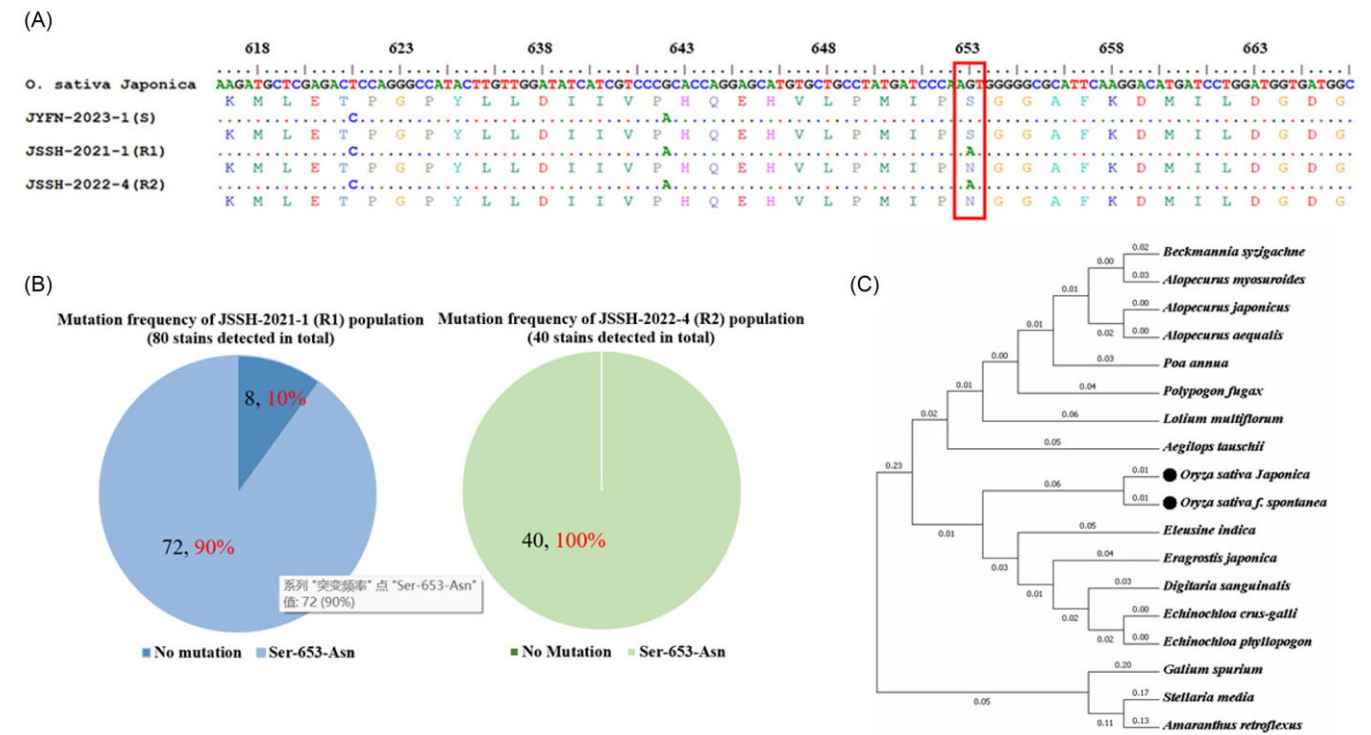 (A)
618 623 628 638 643 648 653 658 663
O. sativa Japonica AAGATGCTCGAGACTCCAGGGCCATACTTGTTGGATATCATCGTCCCGCACCAGGAGCATGTGCTGCCTATGATCCCAAGTGGGGGCGCATTCAAGGACATGATCCTGGATGGTGATGGC
K M L E T P G P Y L L D I I V P H Q E H V L P M I P S G G A F K D M I L D G D G
JYFN-2023-1(S) C A
K M L E T P G P Y L L D I I V P H Q E H V L P M I P S G G A F K D M I L D G D G
JSSH-2021-1(R1) C A A
K M L E T P G P Y L L D I I V P H Q E H V L P M I P N G G A F K D M I L D G D G
JSSH-2022-4(R2) C A A
K M L E T P G P Y L L D I I V P H Q E H V L P M I P N G G A F K D M I L D G D G
(B)
Mutation frequency of JSSH-2021-1 (R1) population
(80 stains detected in total)
8, 10%
72, 90%
系列 "突变频率" 点 "Ser-653-Asn"
值: 72 (90%)
No mutation Ser-653-Asn
Mutation frequency of JSSH-2022-4 (R2) population
(40 stains detected in total)
40, 100%
No Mutation Ser-653-Asn
(C)
0.02 Beckmannia syzigachne
0.00
0.03 Alopecurus myosuroides
0.01
0.00 Alopecurus japonicus
0.02 0.00 Alopecurus aequalis
0.01
0.03 Poa annua
0.00
0.04 Polypogon fugax
0.01
0.06 Lolium multiflorum
0.02
0.05 Aegilops tauschii
0.23
0.01 Oryza sativa Japonica
0.06
0.01 Oryza sativa f. spontanea
0.01
0.05 Eleusine indica
0.03
0.04 Eragrostis japonica
0.01
0.03 Digitaria sanguinalis
0.02
0.00 Echinochloa crus-galli
0.02 0.00 Echinochloa phyllopogon
0.20 Galium spurium
0.05
0.17 Stellaria media
0.11 0.13 Amaranthus retroflexus